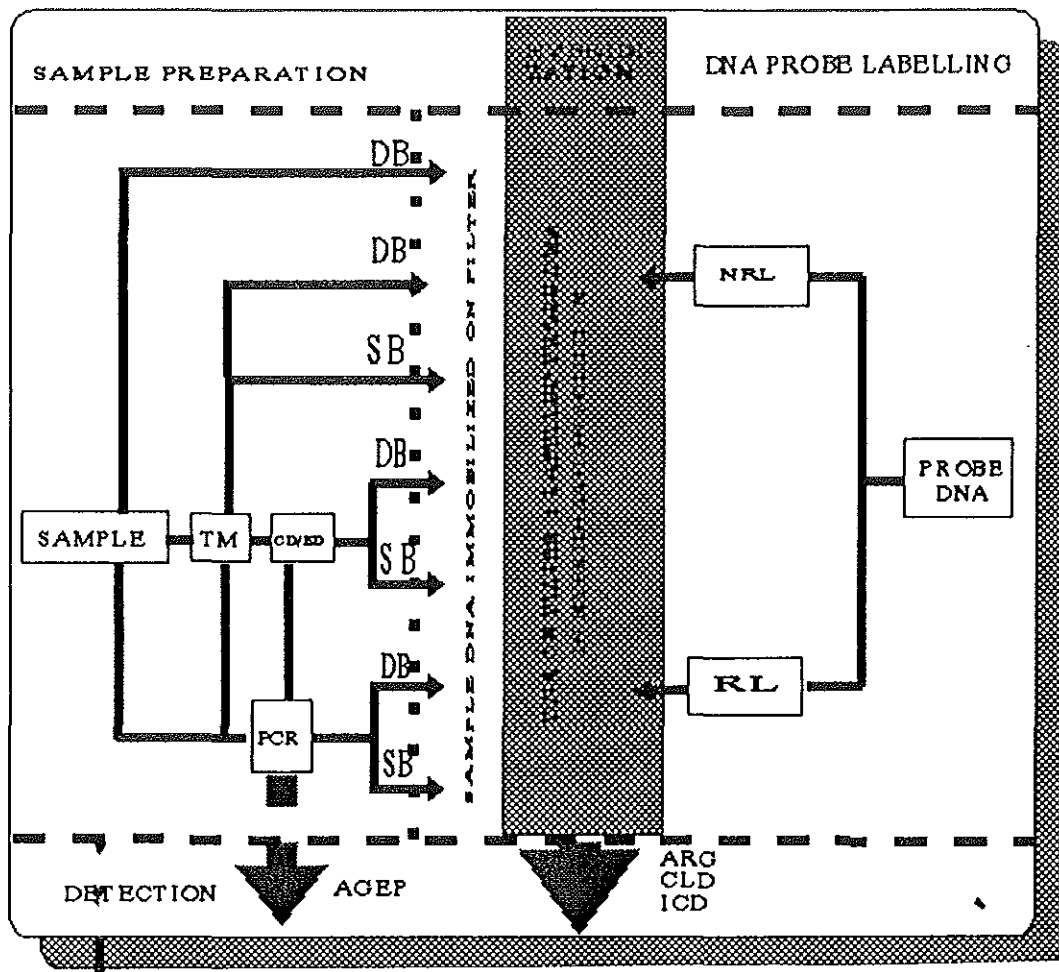 SAMPLE PREPARATION
DNA PROBE LABELLING
DB
DB
SB
DB
SB
DB
SB
SAMPLE
TM
CD/ED
PCR
SAMPLE DNA IMMOBILIZED ON FILTER
NRL
PROBE
DNA
RL
DETECTION
AGEP
ARG
CLD
ICD